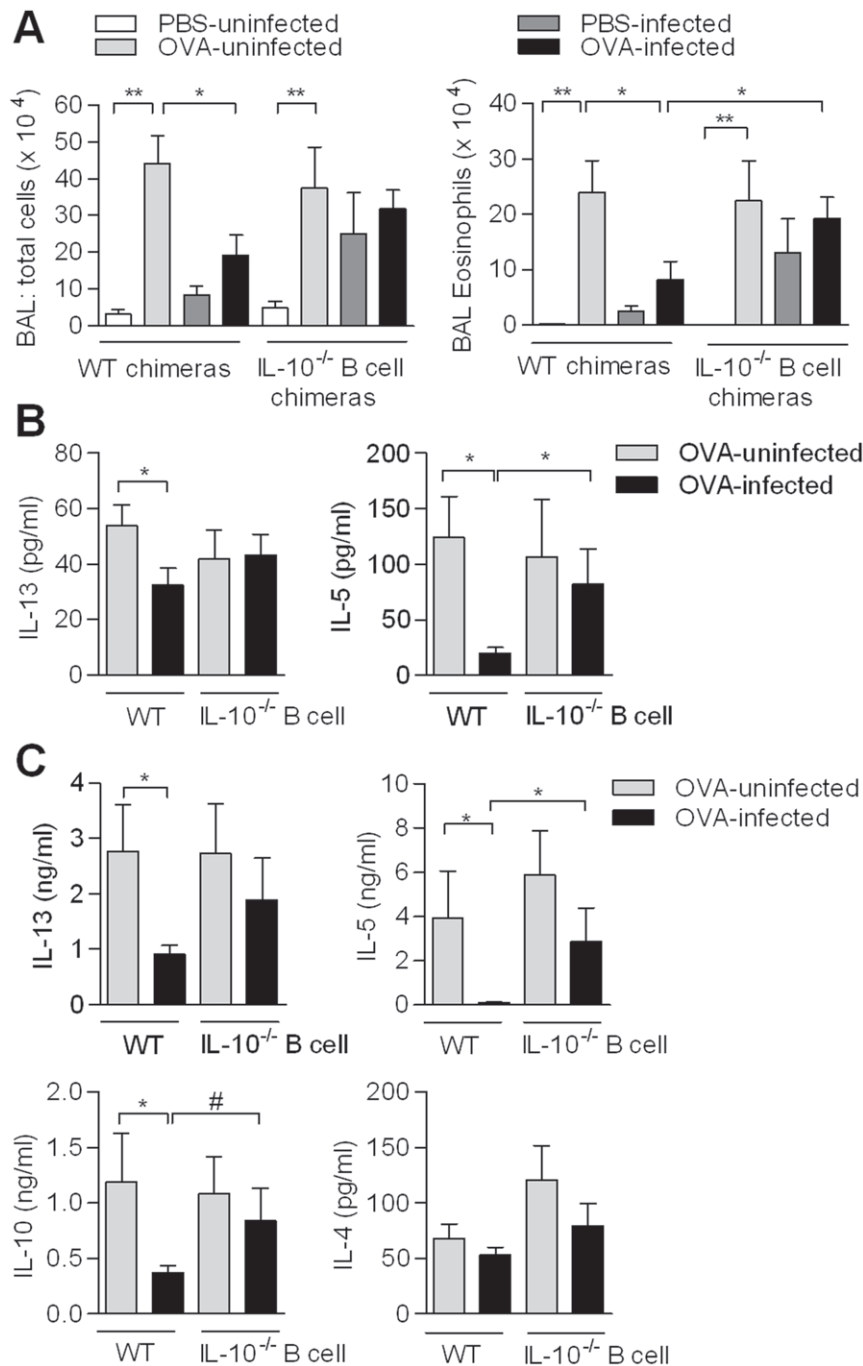 A
PBS-uninfected
OVA-uninfected
PBS-infected
OVA-infected
BAL: total cells (x 10⁴)
60
50
40
30
20
10
0
** * **
WT chimeras
IL-10⁻/⁻ B cell
chimeras
BAL Eosinophils (x 10⁴)
40
30
20
10
0
** * *
**
WT chimeras
IL-10⁻/⁻ B cell
chimeras
B
IL-13 (pg/ml)
80
60
40
20
0
*
WT
IL-10⁻/⁻ B cell
IL-5 (pg/ml)
200
150
100
50
0
* *
WT
IL-10⁻/⁻ B cell
OVA-uninfected
OVA-infected
C
IL-13 (ng/ml)
4
3
2
1
0
*
WT
IL-10⁻/⁻ B cell
IL-5 (ng/ml)
10
8
6
4
2
0
* *
WT
IL-10⁻/⁻ B cell
OVA-uninfected
OVA-infected
IL-10 (ng/ml)
2.0
1.5
1.0
0.5
0.0
* #
WT
IL-10⁻/⁻ B cell
IL-4 (pg/ml)
200
150
100
50
0
WT
IL-10⁻/⁻ B cell